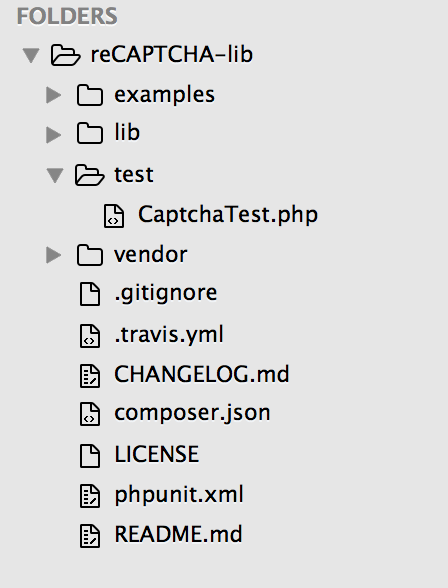 FOLDERS
reCAPTCHA-lib
examples
lib
test
CaptchaTest.php
vendor
.gitignore
.travis.yml
CHANGELOG.md
composer.json
LICENSE
phpunit.xml
README.md